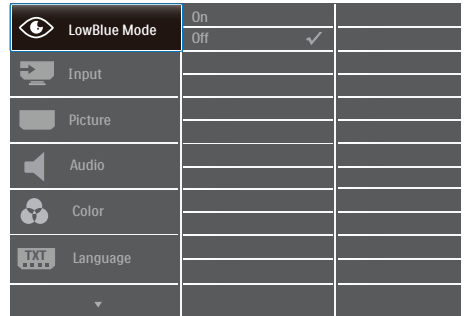 LowBlue Mode
On
Off
Input
Picture
Audio
Color
TXT
Language